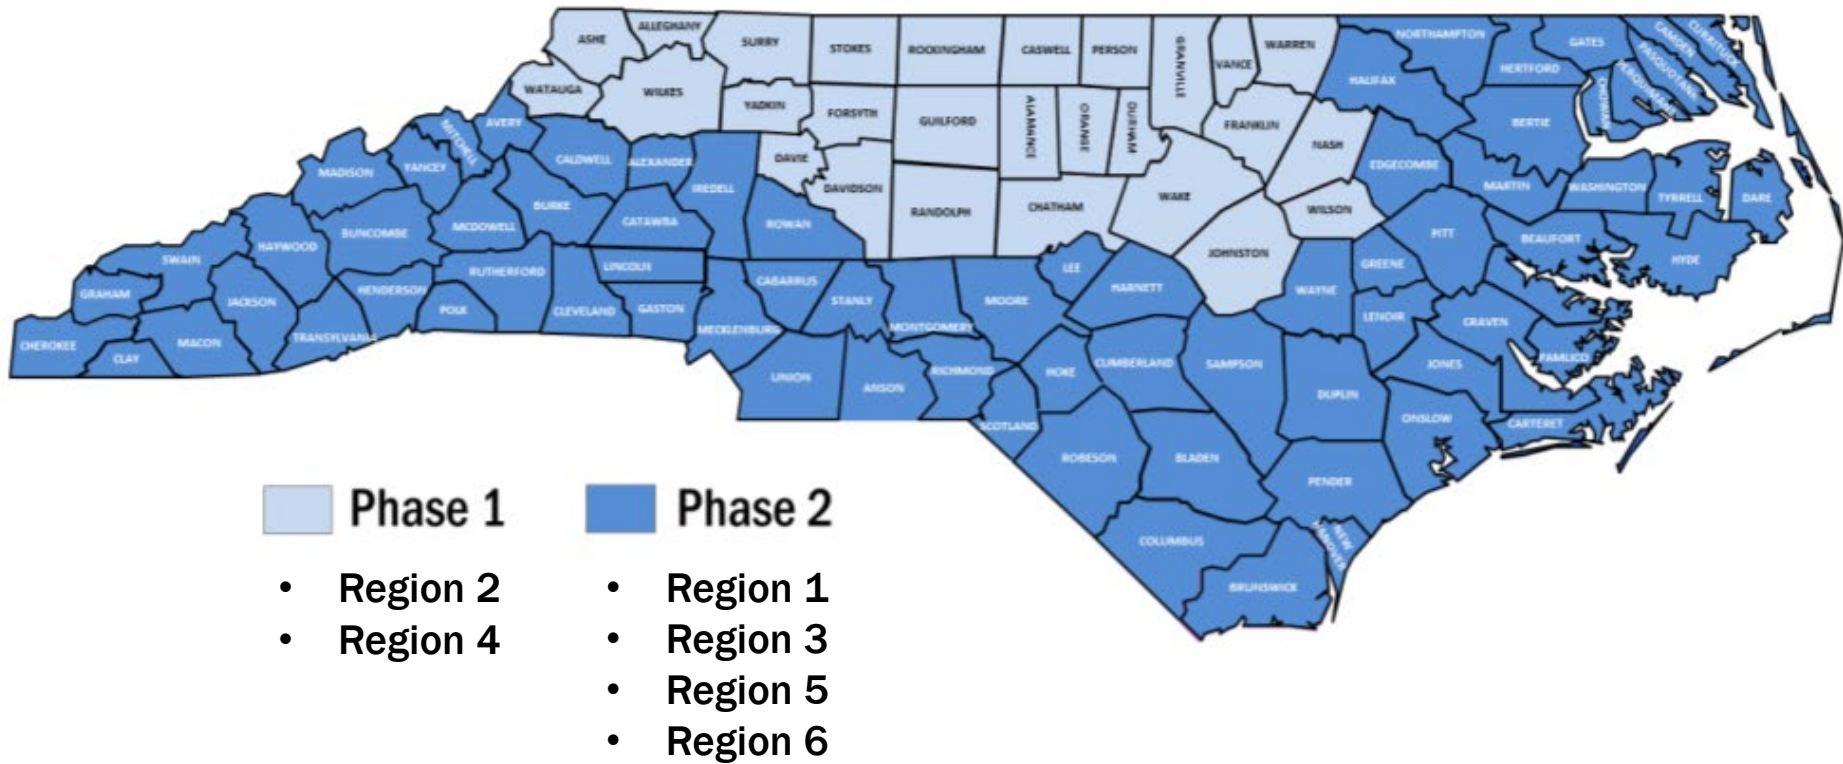 ASHE
ALLEGHANY
SURRY
STOKES
ROCKINGHAM
CASWELL
PERSON
GRANVILLE
VANCE
WARREN
NORTHAMPTON
GATES
CAMDEN
CURRITUCK
PASQUOTANK
PERQUIMANS
CHOWAN
HERTFORD
HALIFAX
BERTIE
WATAUGA
WILKES
YADKIN
FORSYTH
GUILFORD
ALAMANCE
ORANGE
DURHAM
FRANKLIN
NASH
EDGECOMBE
MARTIN
WASHINGTON
TYRRELL
DARE
MITCHELL
AVERY
CALDWELL
ALEXANDER
IREDELL
DAVIE
DAVIDSON
RANDOLPH
CHATHAM
WAKE
WILSON
MADISON
YANCEY
BURKE
CATAWBA
ROWAN
JOHNSTON
PITT
BEAUFORT
HYDE
HAYWOOD
BUNCOMBE
MCDOWELL
SWAIN
RUTHERFORD
LINCOLN
CABARRUS
STANLY
MOORE
LEE
HARNETT
WAYNE
GREENE
GRAHAM
JACKSON
HENDERSON
POLK
CLEVELAND
GASTON
MECKLENBURG
MONTGOMERY
LENOIR
CRAVEN
PAMLICO
CHEROKEE
CLAY
MACON
TRANSYLVANIA
UNION
ANSON
RICHMOND
HOKE
CUMBERLAND
SAMPSON
DUPLIN
JONES
ONSLOW
CARTERET
SCOTLAND
ROBESON
BLADEN
PENDER
COLUMBUS
NEW
HANOVER
BRUNSWICK
Phase 1
• Region 2
• Region 4
Phase 2
• Region 1
• Region 3
• Region 5
• Region 6